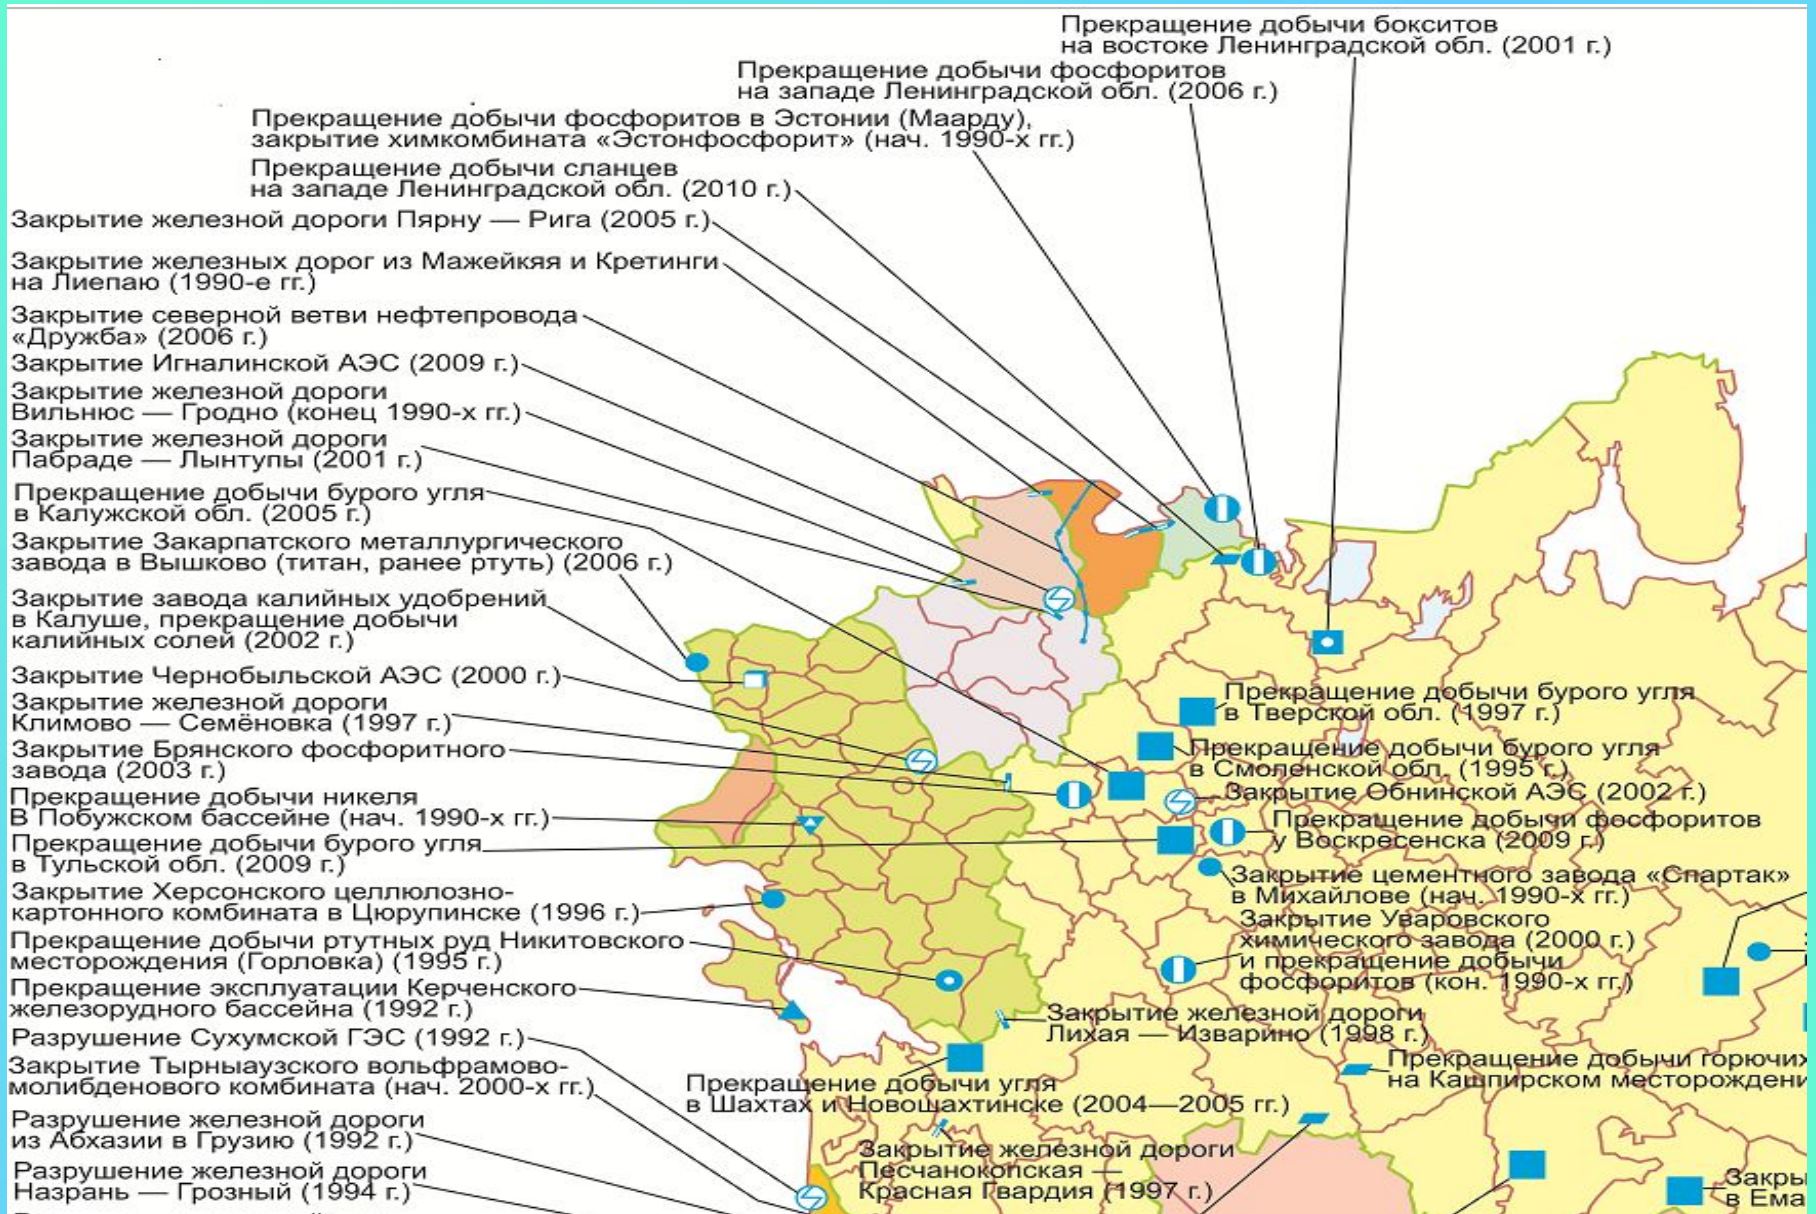 Прекращение добычи бокситов
на востоке Ленинградской обл. (2001 г.)
Прекращение добычи фосфоритов
на западе Ленинградской обл. (2006 г.)
Прекращение добычи фосфоритов в Эстонии (Маарду),
закрытие химкомбината «Эстонфосфорит» (нач. 1990-х гг.)
Прекращение добычи сланцев
на западе Ленинградской обл. (2010 г.)
Закрытие железной дороги Пярну — Рига (2005 г.)
Закрытие железных дорог из Мажейкяя и Кретинги
на Лиепаю (1990-е гг.)
Закрытие северной ветви нефтепровода
«Дружба» (2006 г.)
Закрытие Игналинской АЭС (2009 г.)
Закрытие железной дороги
Вильнюс — Гродно (конец 1990-х гг.)
Закрытие железной дороги
Пабраде — Лынтупы (2001 г.)
Прекращение добычи бурого угля
в Калужской обл. (2005 г.)
Закрытие Закарпатского металлургического
завода в Вышково (титан, ранее ртуть) (2006 г.)
Закрытие завода калийных удобрений
в Калуше, прекращение добычи
калийных солей (2002 г.)
Закрытие Чернобыльской АЭС (2000 г.)
Закрытие железной дороги
Климово — Семёновка (1997 г.)
Закрытие Брянского фосфоритного
завода (2003 г.)
Прекращение добычи никеля
В Побужском бассейне (нач. 1990-х гг.)
Прекращение добычи бурого угля
в Тульской обл. (2009 г.)
Закрытие Херсонского целлюлозно-
картонного комбината в Цюрупинске (1996 г.)
Прекращение добычи ртутных руд Никитовского
месторождения (Горловка) (1995 г.)
Прекращение эксплуатации Керченского
железорудного бассейна (1992 г.)
Разрушение Сухумской ГЭС (1992 г.)
Закрытие Тырныаузского вольфрамово-
молибденового комбината (нач. 2000-х гг.)
Разрушение железной дороги
из Абхазии в Грузию (1992 г.)
Разрушение железной дороги
Назрань — Грозный (1994 г.)
Прекращение добычи бурого угля
в Тверской обл. (1997 г.)
Прекращение добычи бурого угля
в Смоленской обл. (1995 г.)
Закрытие Обнинской АЭС (2002 г.)
Прекращение добычи фосфоритов
у Воскресенска (2009 г.)
Закрытие цементного завода «Спартак»
в Михайлове (нач. 1990-х гг.)
Закрытие Уваровского
химического завода (2000 г.)
и прекращение добычи
фосфоритов (кон. 1990-х гг.)
Закрытие железной дороги
Лихая — Изварино (1998 г.)
Прекращение добычи горючих
на Кашпирском месторождени
Прекращение добычи угля
в Шахтах и Новошахтинске (2004—2005 гг.)
Закрытие железной дороги
Песчанокопская —
Красная Гвардия (1997 г.)
Закры
в Ема